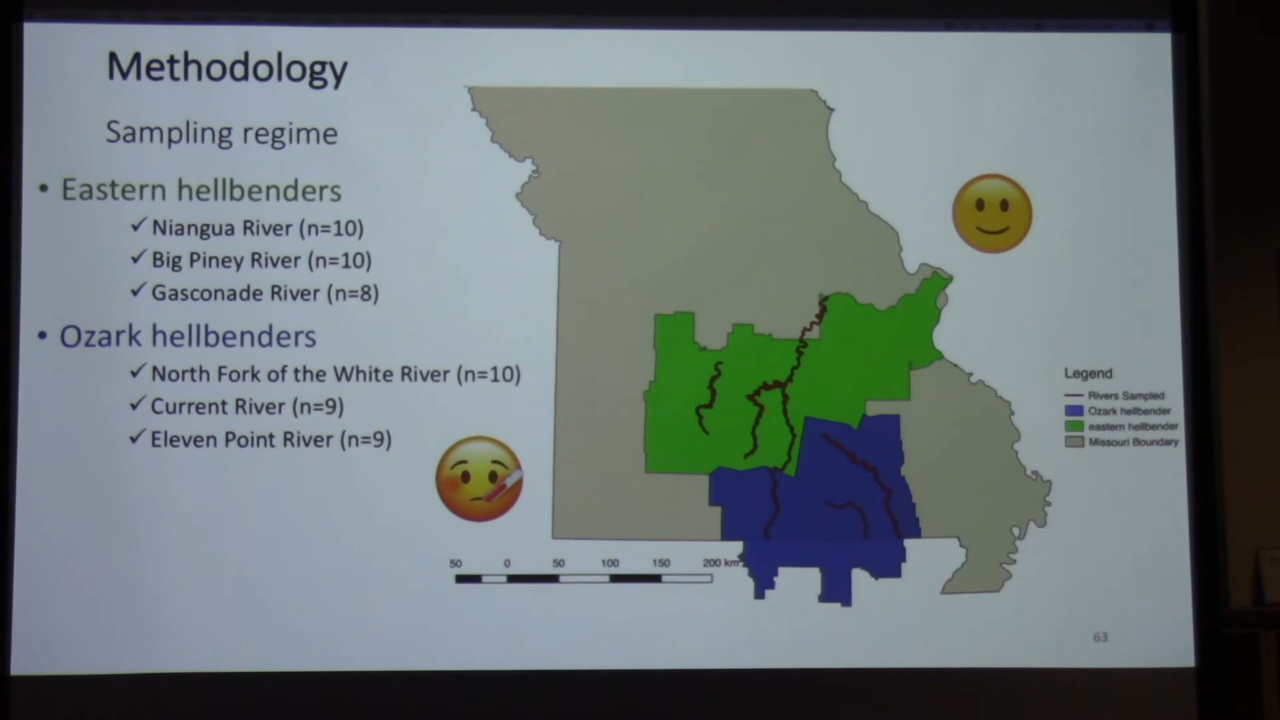 Methodology
Sampling regime
• Eastern hellbenders
✓ Niangua River (n=10)
✓ Big Piney River (n=10)
✓ Gasconade River (n=8)
• Ozark hellbenders
✓ North Fork of the White River (n=10)
✓ Current River (n=9)
✓ Eleven Point River (n=9)
Legend
Rivers Sampled
Ozark hellbender
eastern hellbender
Missouri Boundary
50 0 50 100 150 200 km
63